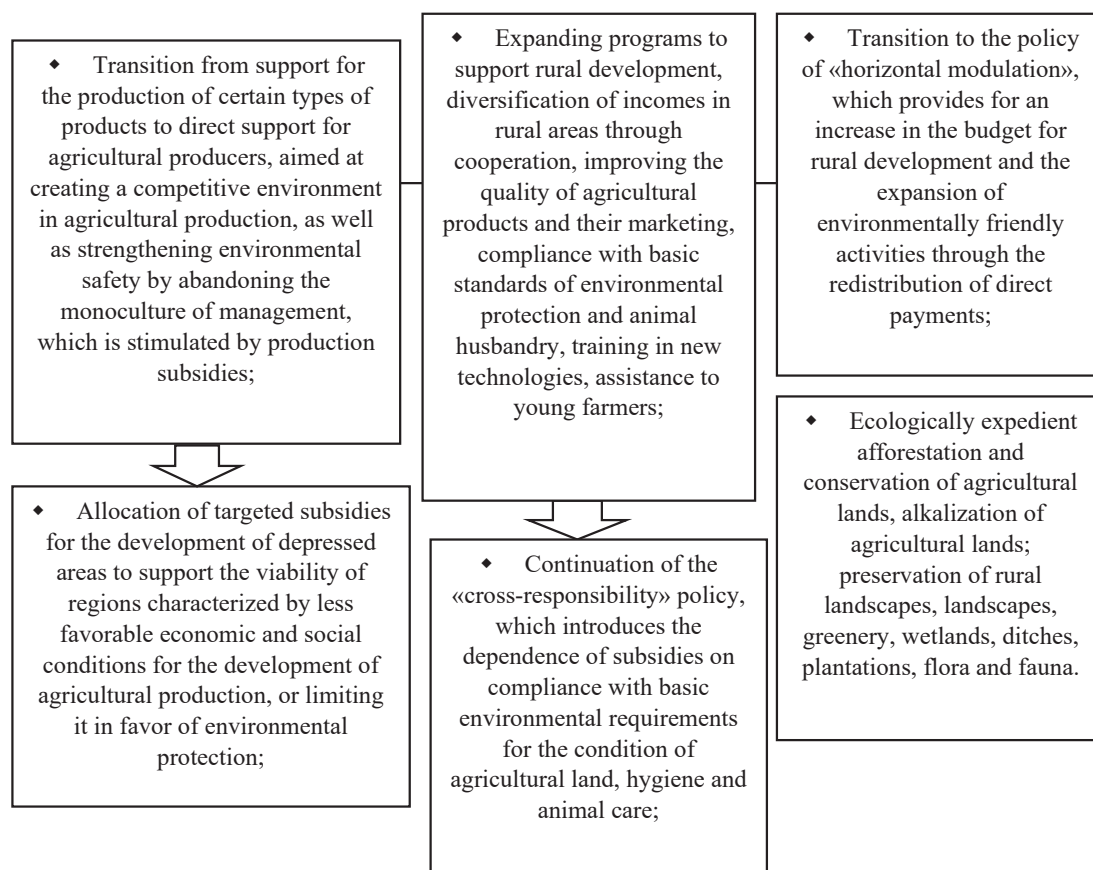 ◆ Transition from support for
the production of certain types of
products to direct support for
agricultural producers, aimed at
creating a competitive environment
in agricultural production, as well
as strengthening environmental
safety by abandoning the
monoculture of management,
which is stimulated by production
subsidies;
◆ Expanding programs to
support rural development,
diversification of incomes in
rural areas through
cooperation, improving the
quality of agricultural
products and their marketing,
compliance with basic
standards of environmental
protection and animal
husbandry, training in new
technologies, assistance to
young farmers;
◆ Transition to the policy
of «horizontal modulation»,
which provides for an
increase in the budget for
rural development and the
expansion of
environmentally friendly
activities through the
redistribution of direct
payments;
◆ Allocation of targeted subsidies
for the development of depressed
areas to support the viability of
regions characterized by less
favorable economic and social
conditions for the development of
agricultural production, or limiting
it in favor of environmental
protection;
◆ Continuation of the
«cross-responsibility» policy,
which introduces the
dependence of subsidies on
compliance with basic
environmental requirements
for the condition of
agricultural land, hygiene and
animal care;
◆ Ecologically expedient
afforestation and
conservation of agricultural
lands, alkalization of
agricultural lands;
preservation of rural
landscapes, landscapes,
greenery, wetlands, ditches,
plantations, flora and fauna.